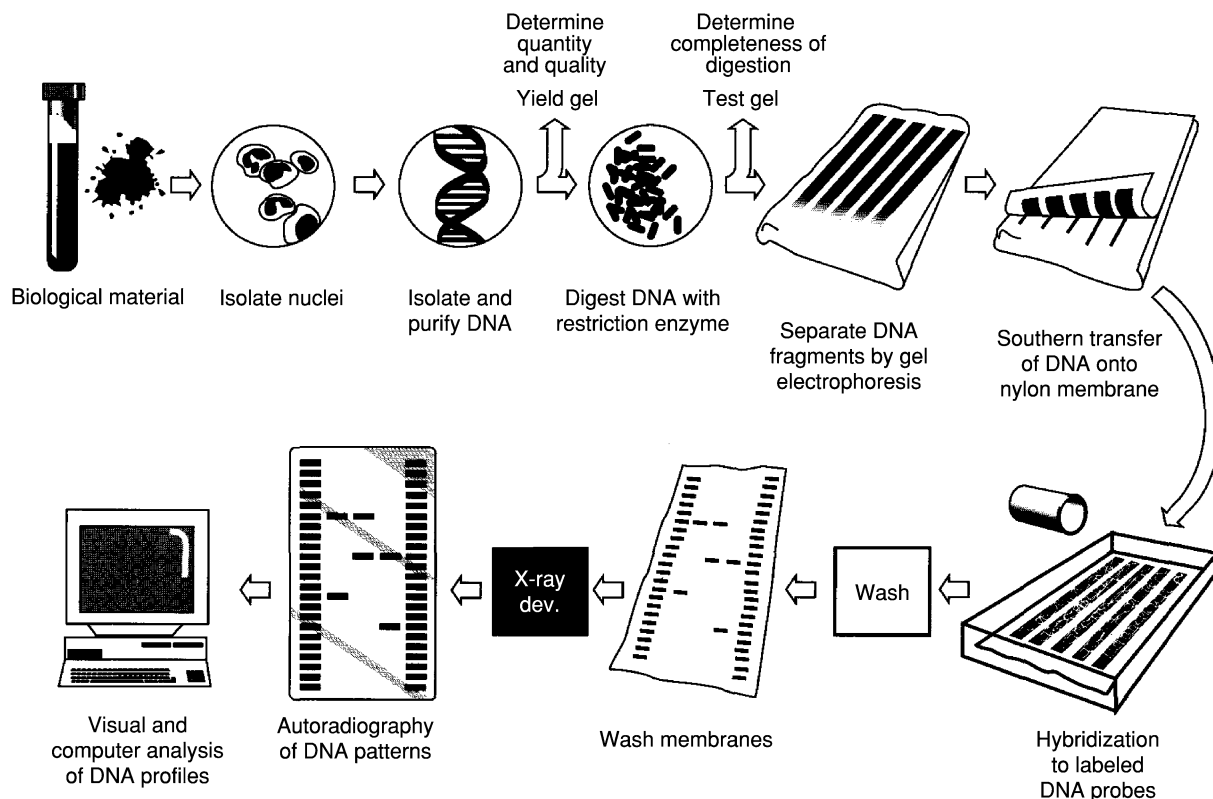 Determine
quantity
and quality
Yield gel
Determine
completeness of
digestion
Test gel
Biological material
Isolate nuclei
Isolate and
purify DNA
Digest DNA with
restriction enzyme
Separate DNA
fragments by gel
electrophoresis
Southern transfer
of DNA onto
nylon membrane
Hybridization
to labeled
DNA probes
Wash
Wash membranes
X-ray
dev.
Autoradiography
of DNA patterns
Visual and
computer analysis
of DNA profiles